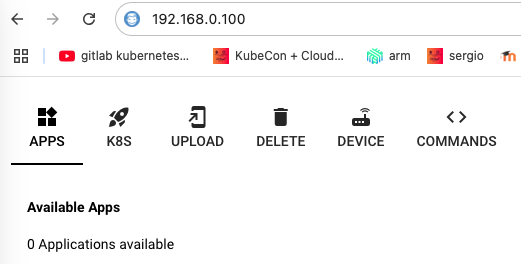 192.168.0.100
gitlab kubernetes... KubeCon + Cloud... arm sergio
APPS K8S UPLOAD DELETE DEVICE COMMANDS
Available Apps
0 Applications available